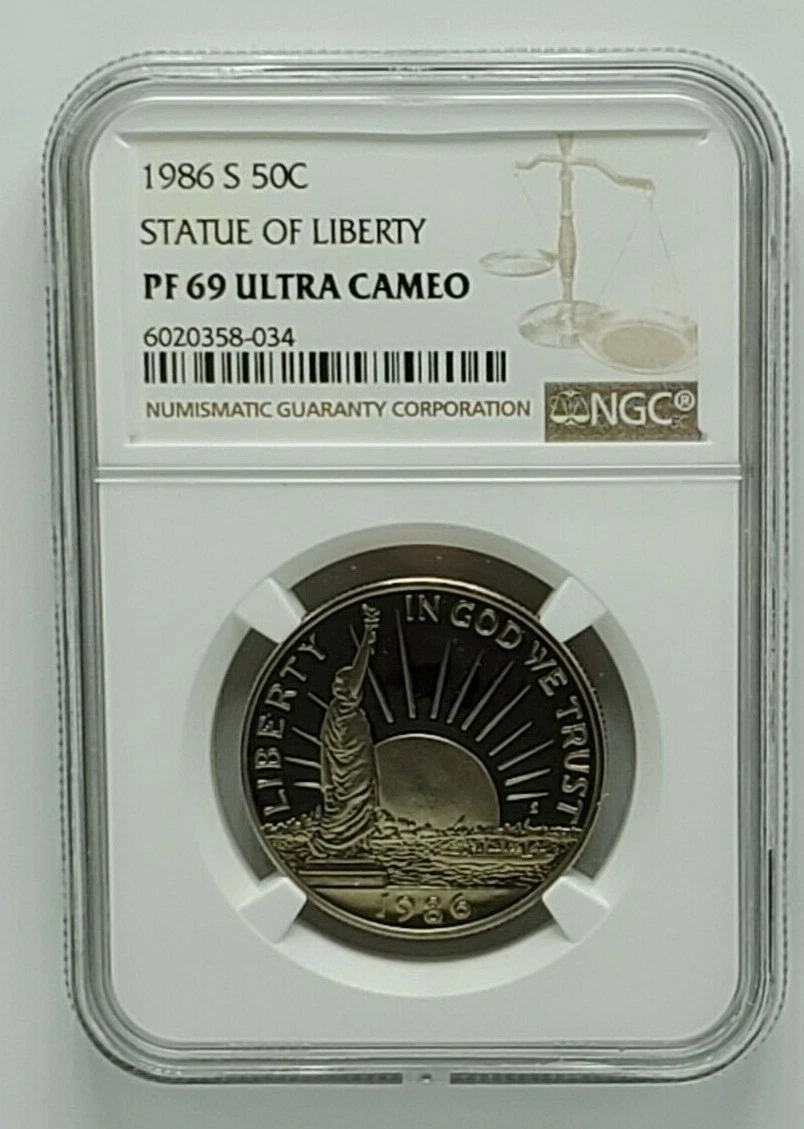 1986 S 50C
STATUE OF LIBERTY
PF 69 ULTRA CAMEO
6020358-034
NUMISMATIC GUARANTY CORPORATION
NGC®
LIBERTY
IN GOD WE TRUST
S
1986